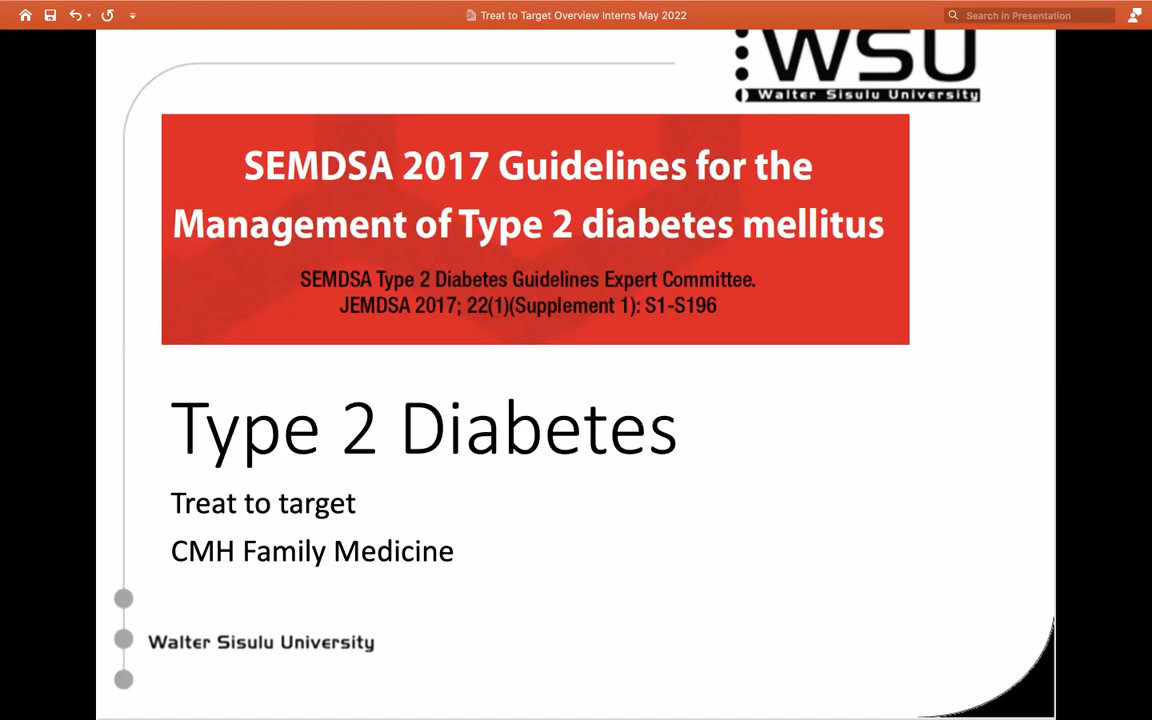 Treat to Target Overview Interns May 2022
Search in Presentation
WSU
Walter Sisulu University
SEMDSA 2017 Guidelines for the
Management of Type 2 diabetes mellitus
SEMDSA Type 2 Diabetes Guidelines Expert Committee.
JEMDSA 2017; 22(1)(Supplement 1): S1-S196
Type 2 Diabetes
Treat to target
CMH Family Medicine
Walter Sisulu University